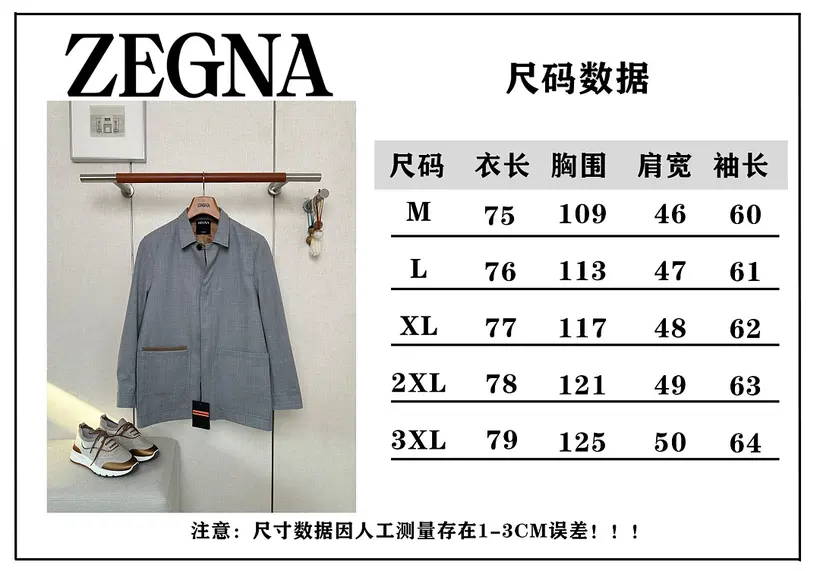 ZEGNA
尺码数据
ZEGNA
尺码 衣长 胸围 肩宽 袖长
M 75 109 46 60
L 76 113 47 61
XL 77 117 48 62
2XL 78 121 49 63
3XL 79 125 50 64
注意：尺寸数据因人工测量存在1-3CM误差！！！